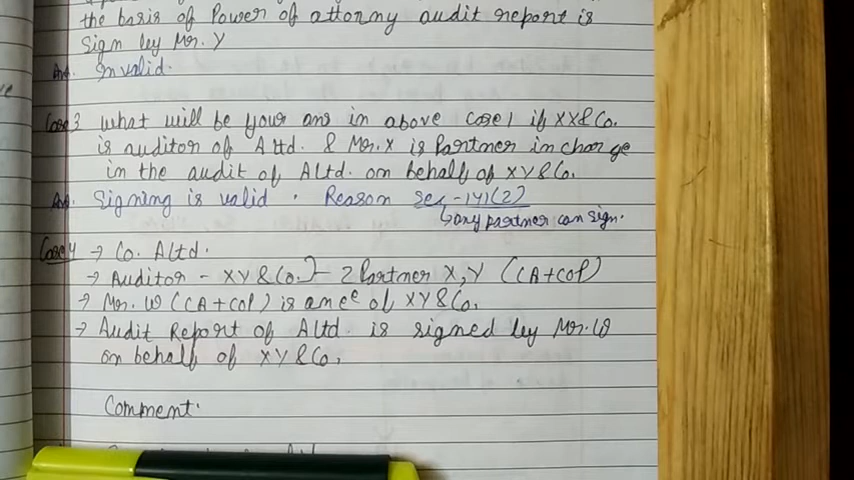 the basis of Power of attorny audit report is
Sign by Mr. Y
Ans. Invalid.
Case 3 What will be your ans in above case 1 if XX&Co.
is auditor of A Ltd. & Mr. X is Partner in charge
in the audit of A Ltd. on behalf of XY & Co.
Ans. Signing is valid. Reason sec-141(2)
↳ any partner can sign.
Case 4 → Co. A Ltd.
→ Auditor - XY & Co. - 2 Partner X, Y (CA+COP)
→ Mr. W (CA+COP) is an ee of XY & Co.
→ Audit Report of A Ltd. is signed by Mr. W
on behalf of XY & Co.
Comment.